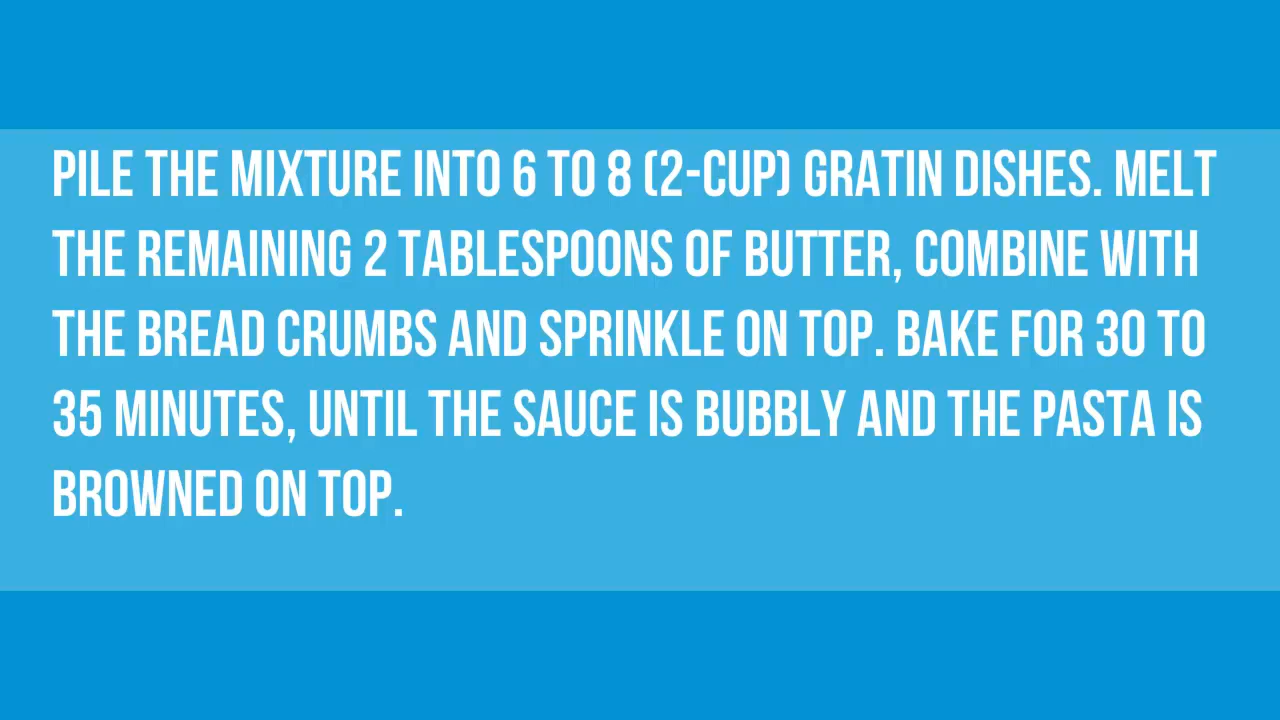 PILE THE MIXTURE INTO 6 TO 8 (2-CUP) GRATIN DISHES. MELT
THE REMAINING 2 TABLESPOONS OF BUTTER, COMBINE WITH
THE BREAD CRUMBS AND SPRINKLE ON TOP. BAKE FOR 30 TO
35 MINUTES, UNTIL THE SAUCE IS BUBBLY AND THE PASTA IS
BROWNED ON TOP.